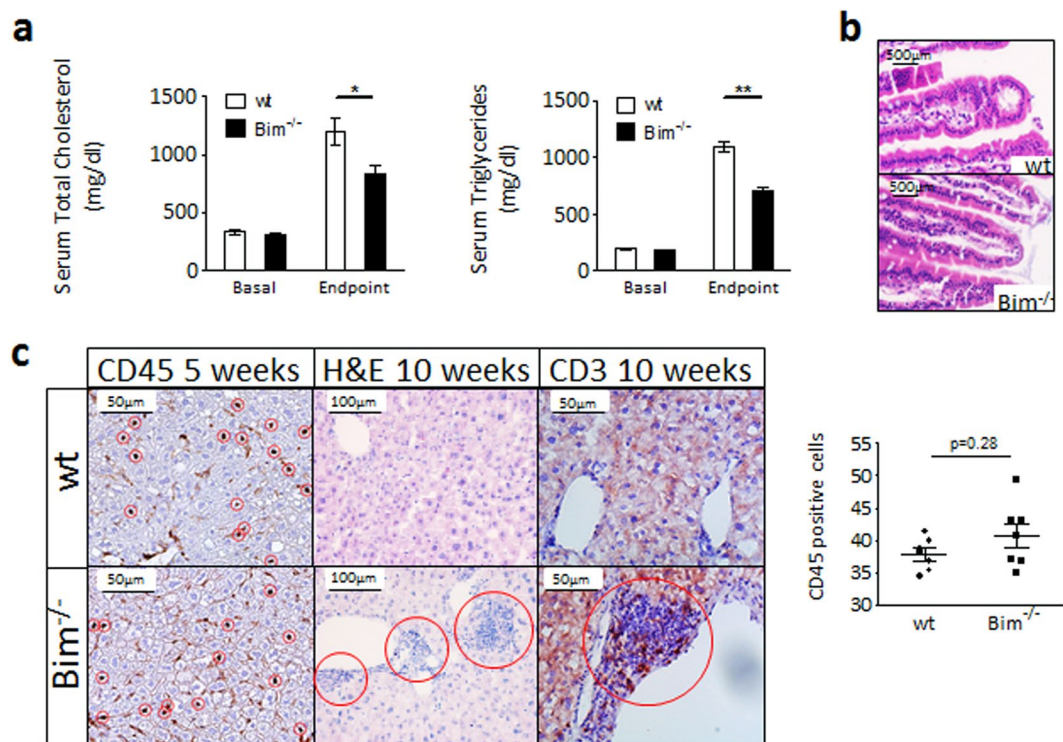 a
Serum Total Cholesterol
(mg/dl)
1500
1000
500
0
wt
Bim⁻/⁻
*
Basal
Endpoint
Serum Triglycerides
(mg/dl)
1500
1000
500
0
wt
Bim⁻/⁻
**
Basal
Endpoint
b
500µm
wt
500µm
Bim⁻/⁻
c
CD45 5 weeks
H&E 10 weeks
CD3 10 weeks
wt
50µm
100µm
50µm
Bim⁻/⁻
50µm
100µm
50µm
CD45 positive cells
55
50
45
40
35
30
p=0.28
wt
Bim⁻/⁻